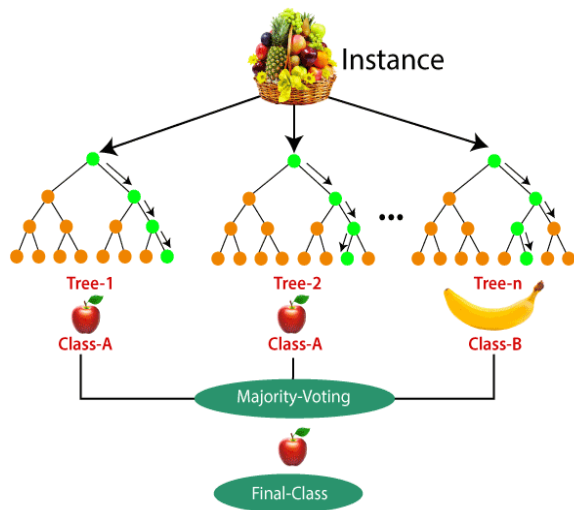 Instance
...
Tree-1
Tree-2
Tree-n
Class-A
Class-A
Class-B
Majority-Voting
Final-Class